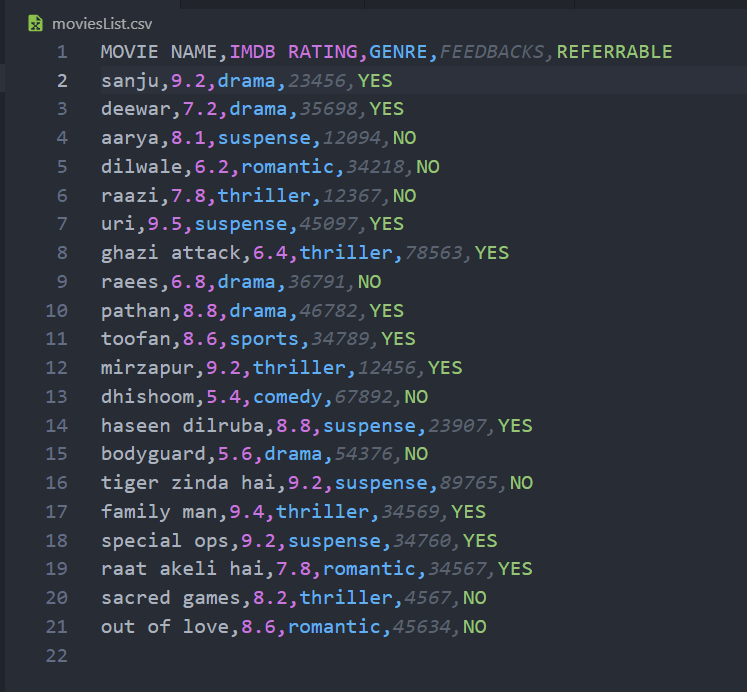 moviesList.csv
1 MOVIE NAME,IMDB RATING,GENRE,FEEDBACKS,REFERRABLE
2 sanju,9.2,drama,23456,YES
3 deewar,7.2,drama,35698,YES
4 aarya,8.1,suspense,12094,NO
5 dilwale,6.2,romantic,34218,NO
6 raazi,7.8,thriller,12367,NO
7 uri,9.5,suspense,45097,YES
8 ghazi attack,6.4,thriller,78563,YES
9 raees,6.8,drama,36791,NO
10 pathan,8.8,drama,46782,YES
11 toofan,8.6,sports,34789,YES
12 mirzapur,9.2,thriller,12456,YES
13 dhishoom,5.4,comedy,67892,NO
14 haseen dilruba,8.8,suspense,23907,YES
15 bodyguard,5.6,drama,54376,NO
16 tiger zinda hai,9.2,suspense,89765,NO
17 family man,9.4,thriller,34569,YES
18 special ops,9.2,suspense,34760,YES
19 raat akeli hai,7.8,romantic,34567,YES
20 sacred games,8.2,thriller,4567,NO
21 out of love,8.6,romantic,45634,NO
22